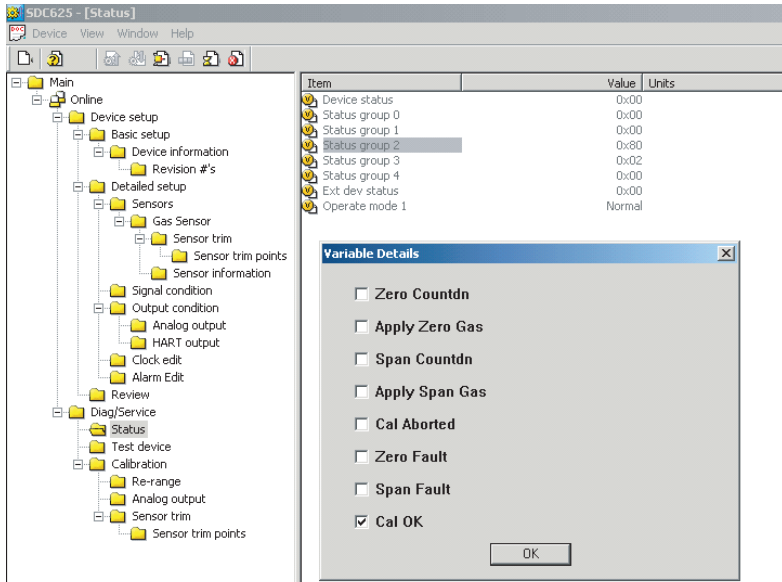 SDC625 - [Status]
Device View Window Help
Main
Online
Device setup
Basic setup
Device information
Revision #'s
Detailed setup
Sensors
Gas Sensor
Sensor trim
Sensor trim points
Sensor information
Signal condition
Output condition
Analog output
HART output
Clock edit
Alarm Edit
Review
Diag/Service
Status
Test device
Calibration
Re-range
Analog output
Sensor trim
Sensor trim points
Item Value Units
Device status 0x00
Status group 0 0x00
Status group 1 0x00
Status group 2 0x80
Status group 3 0x02
Status group 4 0x00
Ext dev status 0x00
Operate mode 1 Normal
Variable Details
Zero Countdn
Apply Zero Gas
Span Countdn
Apply Span Gas
Cal Aborted
Zero Fault
Span Fault
Cal OK
OK